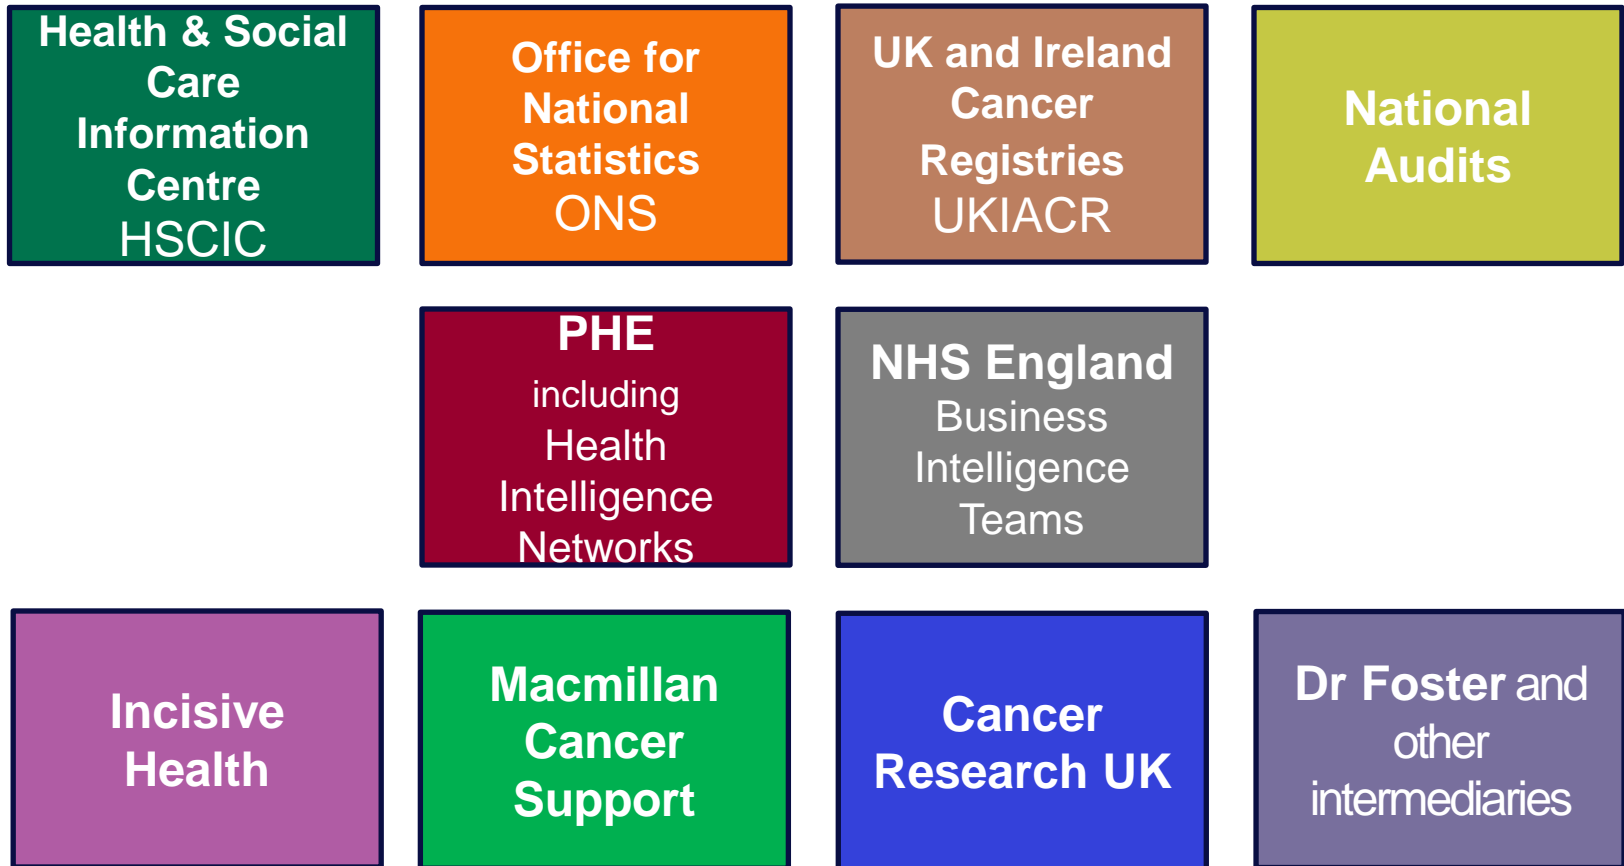 Health & Social
Care
Information
Centre
HSCIC
Office for
National
Statistics
ONS
UK and Ireland
Cancer
Registries
UKIACR
National
Audits
PHE
including
Health
Intelligence
Networks
NHS England
Business
Intelligence
Teams
Incisive
Health
Macmillan
Cancer
Support
Cancer
Research UK
Dr Foster and
other
intermediaries